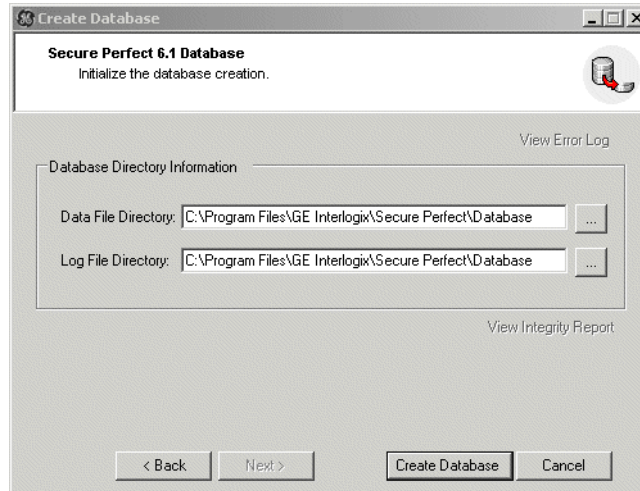 Create Database
Secure Perfect 6.1 Database
Initialize the database creation.
View Error Log
Database Directory Information
Data File Directory: C:\Program Files\GE Interlogix\Secure Perfect\Database ...
Log File Directory: C:\Program Files\GE Interlogix\Secure Perfect\Database ...
View Integrity Report
< Back Next > Create Database Cancel